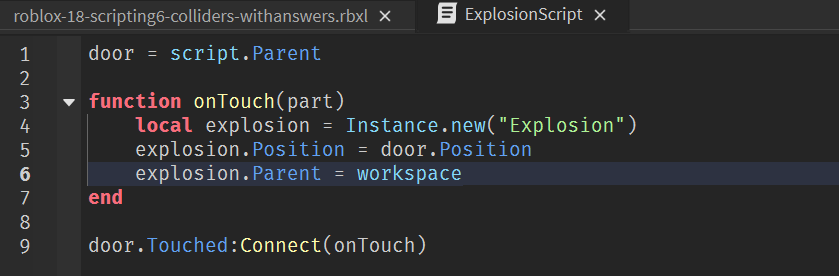 roblox-18-scripting6-colliders-withanswers.rbxl × ExplosionScript ×
1 door = script.Parent
2
3 function onTouch(part)
4     local explosion = Instance.new("Explosion")
5     explosion.Position = door.Position
6     explosion.Parent = workspace
7 end
8
9 door.Touched:Connect(onTouch)